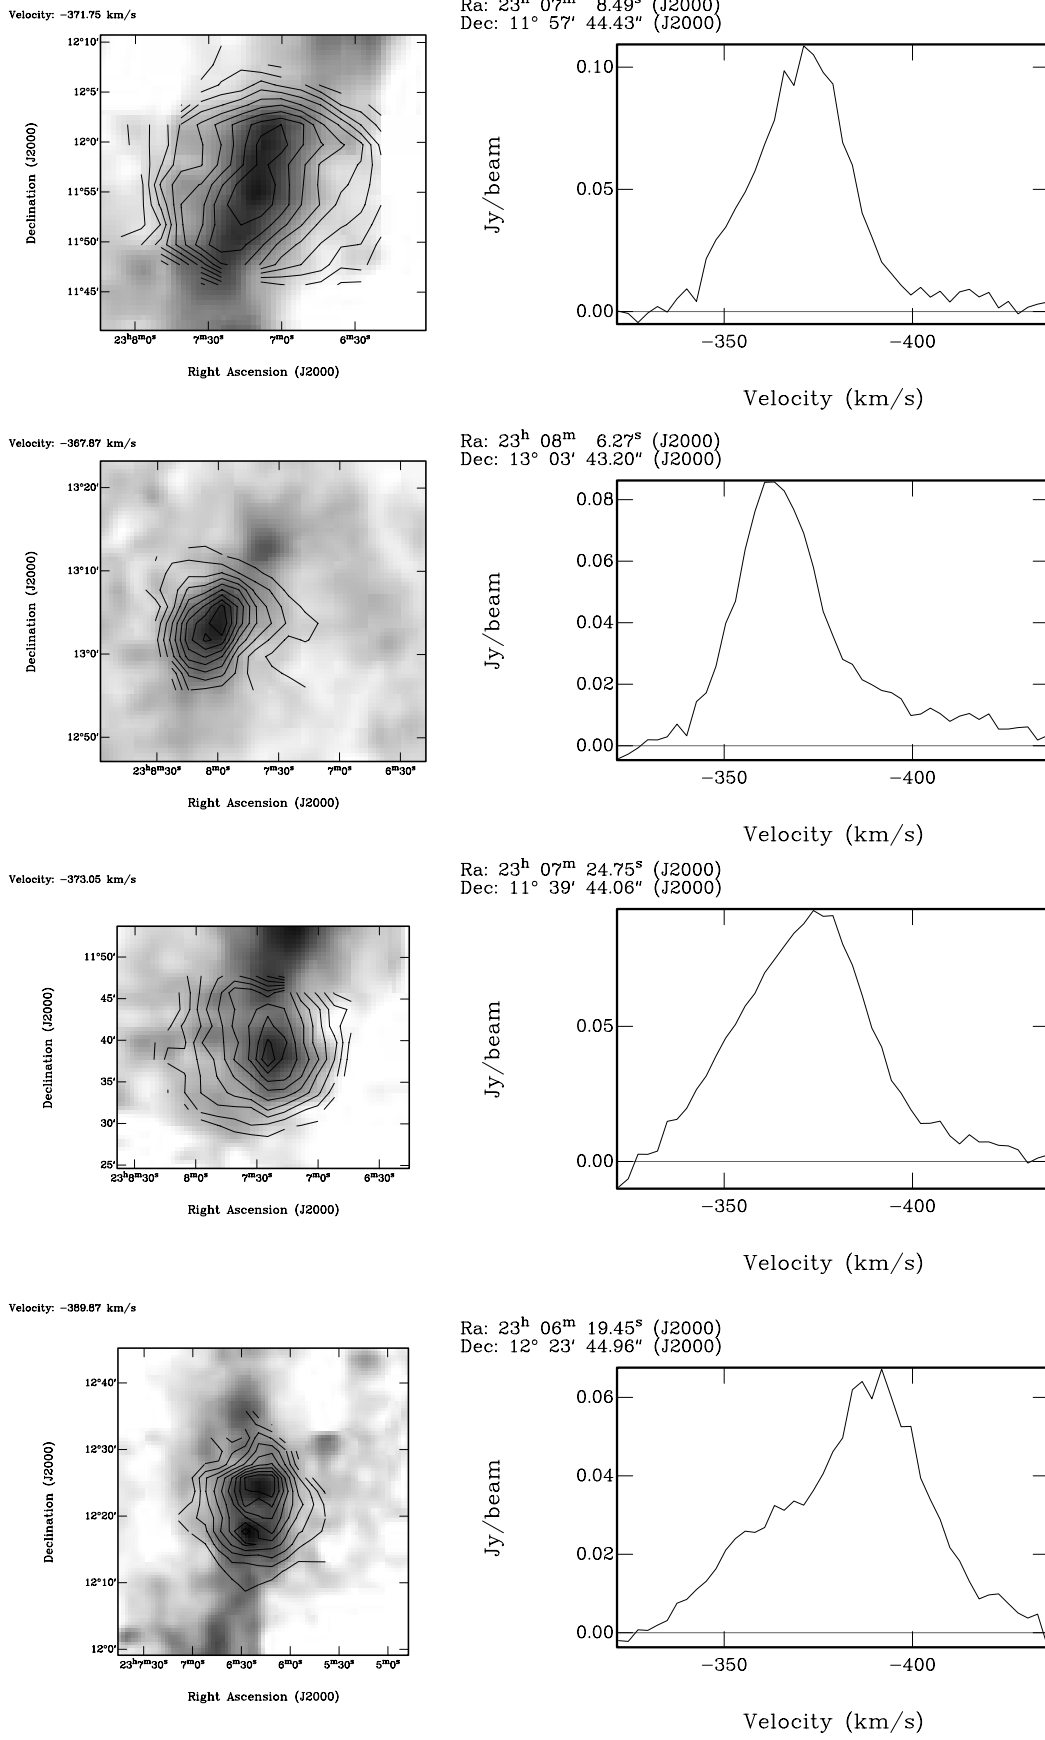 Velocity: −371.75 km/s
Ra: 23h 07m 8.49s (J2000)
Dec: 11° 57′ 44.43″ (J2000)
12°10′
12°5′
12°0′
11°55′
11°50′
11°45′
Declination (J2000)
23h8m0s 7m30s 7m0s 6m30s
Right Ascension (J2000)
0.10
0.05
0.00
Jy/beam
−350 −400
Velocity (km/s)
Velocity: −367.87 km/s
Ra: 23h 08m 6.27s (J2000)
Dec: 13° 03′ 43.20″ (J2000)
13°20′
13°10′
13°0′
12°50′
Declination (J2000)
23h8m30s 8m0s 7m30s 7m0s 6m30s
Right Ascension (J2000)
0.08
0.06
0.04
0.02
0.00
Jy/beam
−350 −400
Velocity (km/s)
Velocity: −373.05 km/s
Ra: 23h 07m 24.75s (J2000)
Dec: 11° 39′ 44.06″ (J2000)
11°50′
45′
40′
35′
30′
25′
Declination (J2000)
23h8m30s 8m0s 7m30s 7m0s 6m30s
Right Ascension (J2000)
0.05
0.00
Jy/beam
−350 −400
Velocity (km/s)
Velocity: −389.87 km/s
Ra: 23h 06m 19.45s (J2000)
Dec: 12° 23′ 44.96″ (J2000)
12°40′
12°30′
12°20′
12°10′
12°0′
Declination (J2000)
23h7m30s 7m0s 6m30s 6m0s 5m30s 5m0s
Right Ascension (J2000)
0.06
0.04
0.02
0.00
Jy/beam
−350 −400
Velocity (km/s)